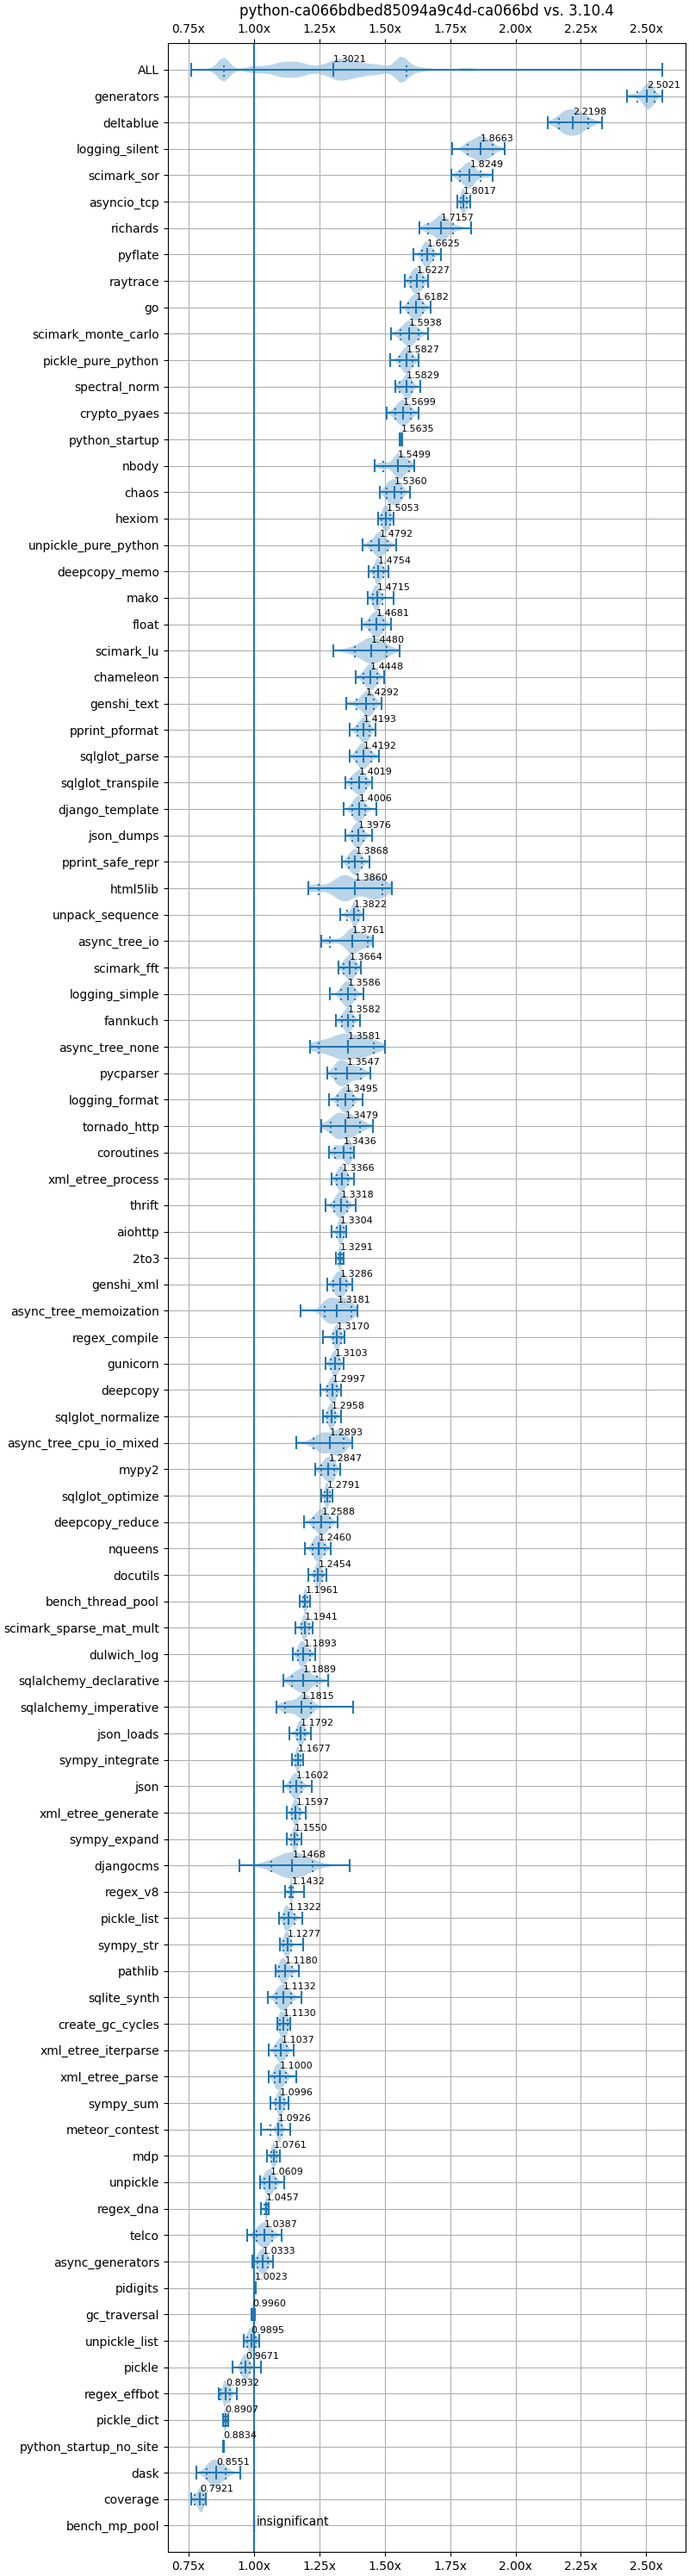 python-ca066bdbed85094a9c4d-ca066bd vs. 3.10.4
0.75x 1.00x 1.25x 1.50x 1.75x 2.00x 2.25x 2.50x
ALL 1.3021
generators 2.5021
deltablue 2.2198
logging_silent 1.8663
scimark_sor 1.8249
asyncio_tcp 1.8017
richards 1.7157
pyflate 1.6625
raytrace 1.6227
go 1.6182
scimark_monte_carlo 1.5938
pickle_pure_python 1.5827
spectral_norm 1.5829
crypto_pyaes 1.5699
python_startup 1.5635
nbody 1.5499
chaos 1.5360
hexiom 1.5053
unpickle_pure_python 1.4792
deepcopy_memo 1.4754
mako 1.4715
float 1.4681
scimark_lu 1.4480
chameleon 1.4448
genshi_text 1.4292
pprint_pformat 1.4193
sqlglot_parse 1.4192
sqlglot_transpile 1.4019
django_template 1.4006
json_dumps 1.3976
pprint_safe_repr 1.3868
html5lib 1.3860
unpack_sequence 1.3822
async_tree_io 1.3761
scimark_fft 1.3664
logging_simple 1.3586
fannkuch 1.3582
async_tree_none 1.3581
pycparser 1.3547
logging_format 1.3495
tornado_http 1.3479
coroutines 1.3436
xml_etree_process 1.3366
thrift 1.3318
aiohttp 1.3304
2to3 1.3291
genshi_xml 1.3286
async_tree_memoization 1.3181
regex_compile 1.3170
gunicorn 1.3103
deepcopy 1.2997
sqlglot_normalize 1.2958
async_tree_cpu_io_mixed 1.2893
mypy2 1.2847
sqlglot_optimize 1.2791
deepcopy_reduce 1.2588
nqueens 1.2460
docutils 1.2454
bench_thread_pool 1.1961
scimark_sparse_mat_mult 1.1941
dulwich_log 1.1893
sqlalchemy_declarative 1.1889
sqlalchemy_imperative 1.1815
json_loads 1.1792
sympy_integrate 1.1677
json 1.1602
xml_etree_generate 1.1597
sympy_expand 1.1550
djangocms 1.1468
regex_v8 1.1432
pickle_list 1.1322
sympy_str 1.1277
pathlib 1.1180
sqlite_synth 1.1132
create_gc_cycles 1.1130
xml_etree_iterparse 1.1037
xml_etree_parse 1.1000
sympy_sum 1.0996
meteor_contest 1.0926
mdp 1.0761
unpickle 1.0609
regex_dna 1.0457
telco 1.0387
async_generators 1.0333
pidigits 1.0023
gc_traversal 0.9960
unpickle_list 0.9895
pickle 0.9671
regex_effbot 0.8932
pickle_dict 0.8907
python_startup_no_site 0.8834
dask 0.8551
coverage 0.7921
bench_mp_pool insignificant
0.75x 1.00x 1.25x 1.50x 1.75x 2.00x 2.25x 2.50x